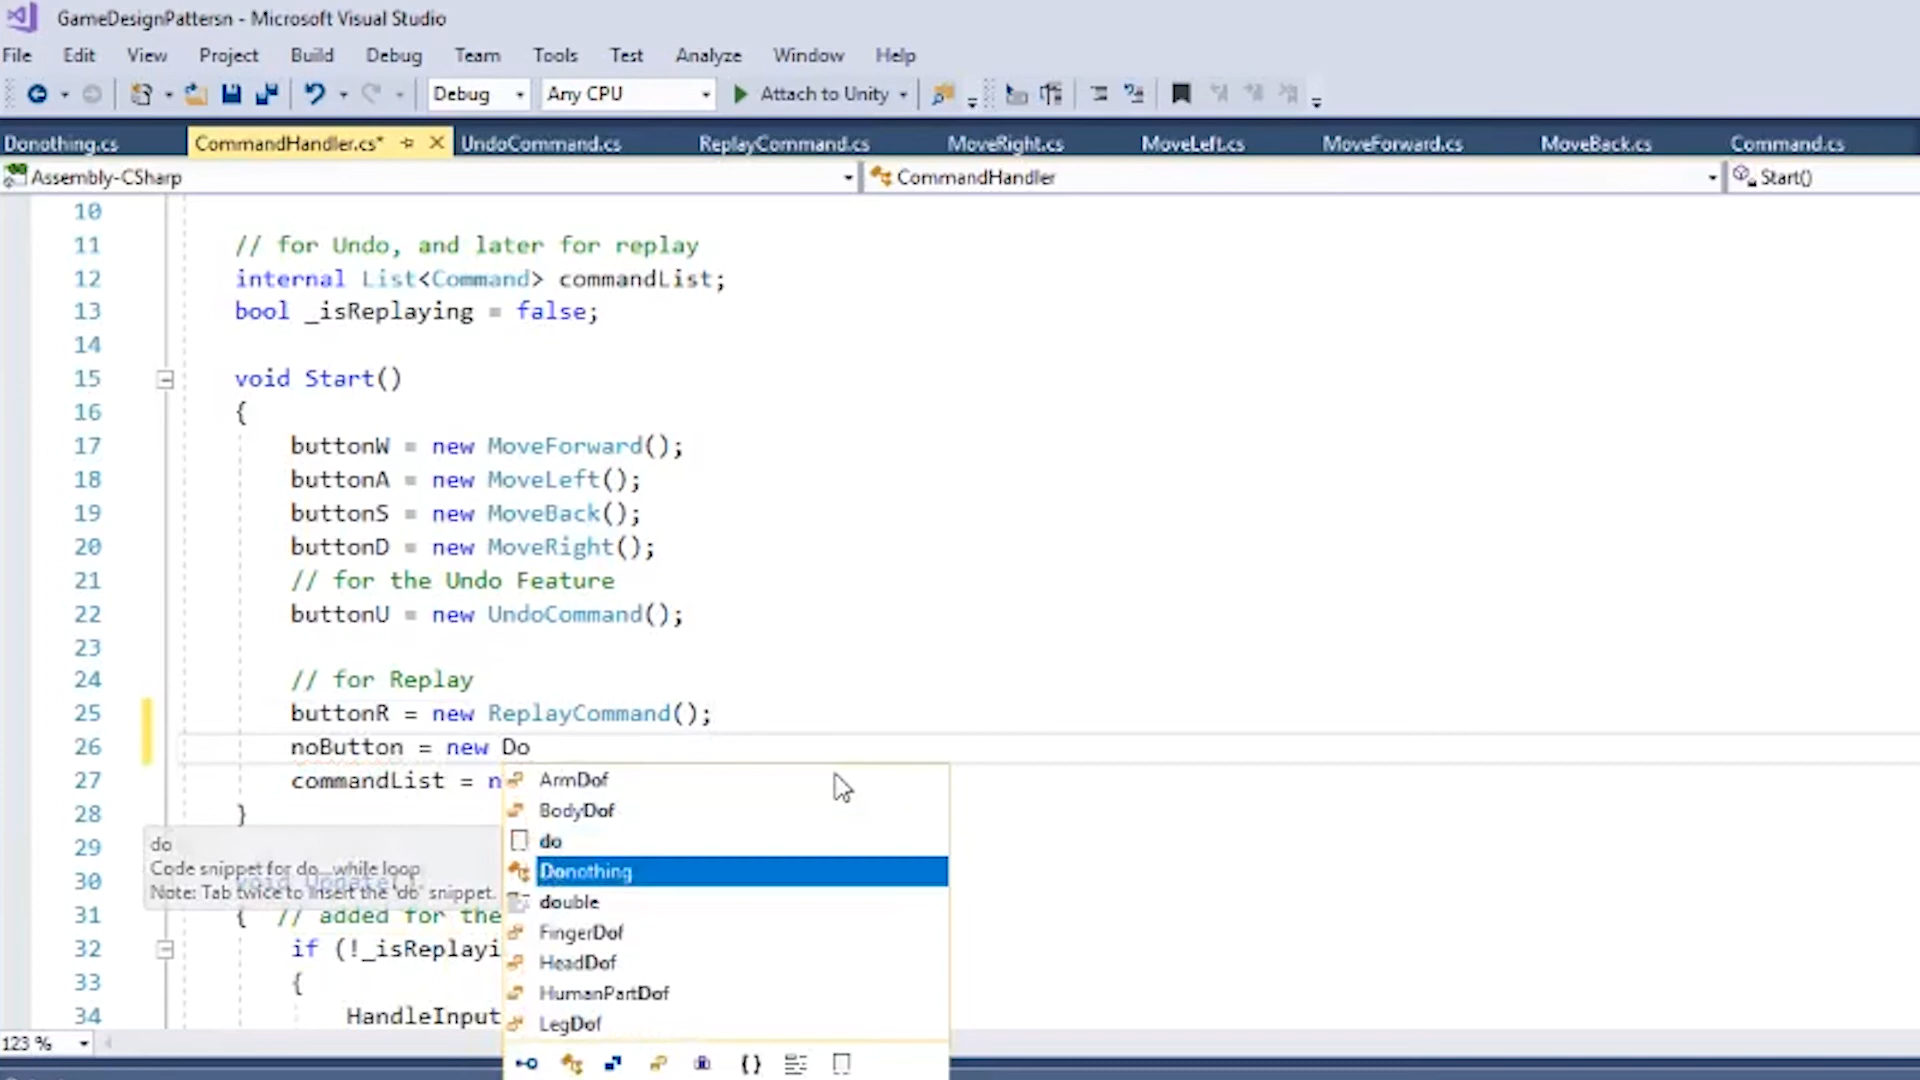 GameDesignPattersn - Microsoft Visual Studio
File Edit View Project Build Debug Team Tools Test Analyze Window Help
Debug Any CPU Attach to Unity
Donothing.cs CommandHandler.cs* UndoCommand.cs ReplayCommand.cs MoveRight.cs MoveLeft.cs MoveForward.cs MoveBack.cs Command.cs
Assembly-CSharp CommandHandler Start()
10
11 // for Undo, and later for replay
12 internal List<Command> commandList;
13 bool _isReplaying = false;
14
15 void Start()
16 {
17 buttonW = new MoveForward();
18 buttonA = new MoveLeft();
19 buttonS = new MoveBack();
20 buttonD = new MoveRight();
21 // for the Undo Feature
22 buttonU = new UndoCommand();
23
24 // for Replay
25 buttonR = new ReplayCommand();
26 noButton = new Do
27 commandList = n
28 }
29
30 void Update()
31 { // added for the
32 if (!_isReplayi
33 {
34 HandleInput
do
Code snippet for do...while loop
Note: Tab twice to insert the 'do' snippet.
ArmDof
BodyDof
do
Donothing
double
FingerDof
HeadDof
HumanPartDof
LegDof
{}
123 %